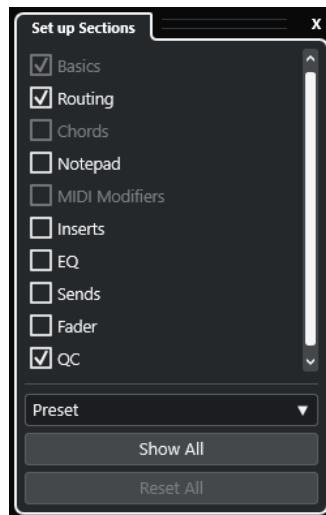 Set up Sections
X
Basics
Routing
Chords
Notepad
MIDI Modifiers
Inserts
EQ
Sends
Fader
QC
Preset
Show All
Reset All